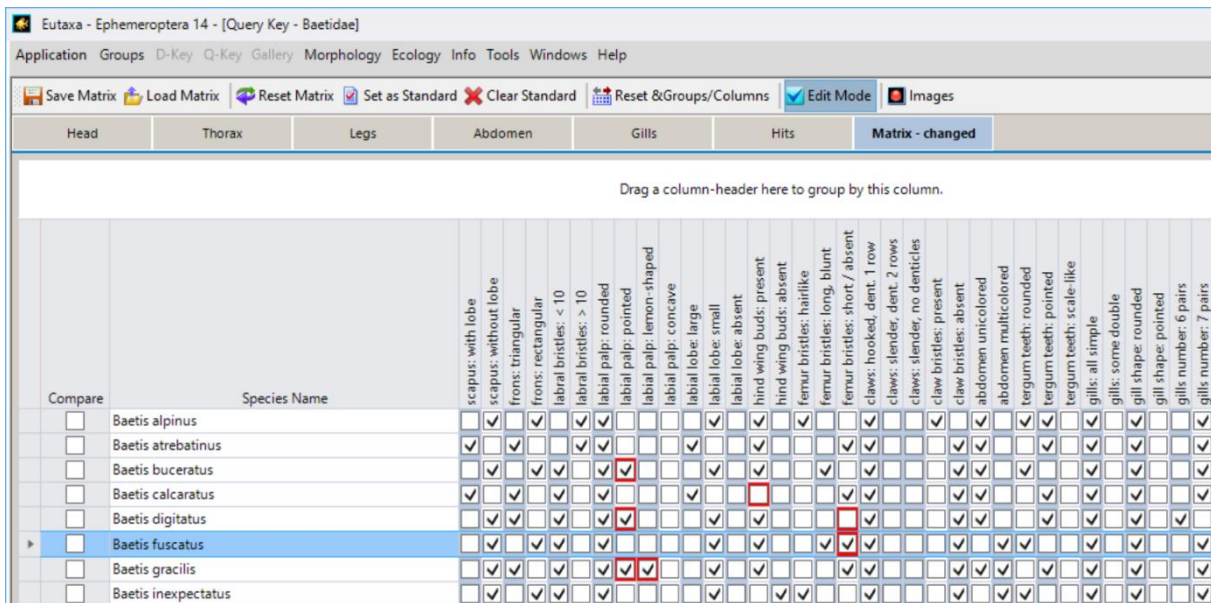 Eutaxa - Ephemeroptera 14 - [Query Key - Baetidae]
Application Groups D-Key Q-Key Gallery Morphology Ecology Info Tools Windows Help
Save Matrix Load Matrix Reset Matrix Set as Standard Clear Standard Reset &Groups/Columns Edit Mode Images
Head Thorax Legs Abdomen Gills Hits Matrix - changed
Drag a column-header here to group by this column.
Compare
Species Name
scapus: with lobe
scapus: without lobe
frons: triangular
frons: rectangular
labral bristles: < 10
labral bristles: > 10
labial palp: rounded
labial palp: pointed
labial palp: lemon-shaped
labial palp: concave
labial lobe: large
labial lobe: small
labial lobe: absent
hind wing buds: present
hind wing buds: absent
femur bristles: hairlike
femur bristles: long, blunt
femur bristles: short / absent
claws: hooked, dent. 1 row
claws: slender, dent. 2 rows
claws: slender, no denticles
claw bristles: present
claw bristles: absent
abdomen unicolored
abdomen multicolored
tergum teeth: rounded
tergum teeth: pointed
tergum teeth: scale-like
gills: all simple
gills: some double
gill shape: rounded
gill shape: pointed
gills number: 6 pairs
gills number: 7 pairs
Baetis alpinus
Baetis atrebatinus
Baetis buceratus
Baetis calcaratus
Baetis digitatus
Baetis fuscatus
Baetis gracilis
Baetis inexpectatus